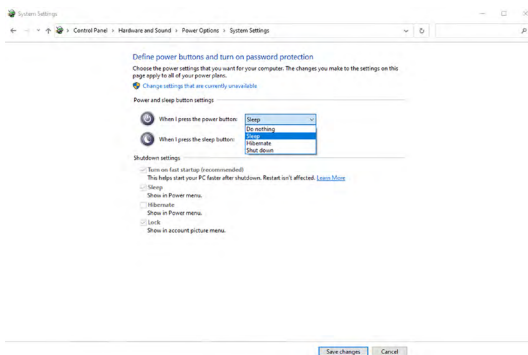 System Settings
Control Panel > Hardware and Sound > Power Options > System Settings
Define power buttons and turn on password protection
Choose the power settings that you want for your computer. The changes you make to the settings on this
page apply to all of your power plans.
Change settings that are currently unavailable
Power and sleep button settings
When I press the power button: Sleep
Do nothing
Sleep
When I press the sleep button:
Hibernate
Shut down
Shutdown settings
Turn on fast startup (recommended)
This helps start your PC faster after shutdown. Restart isn't affected. Learn More
Sleep
Show in Power menu.
Hibernate
Show in Power menu.
Lock
Show in account picture menu.
Save changes Cancel